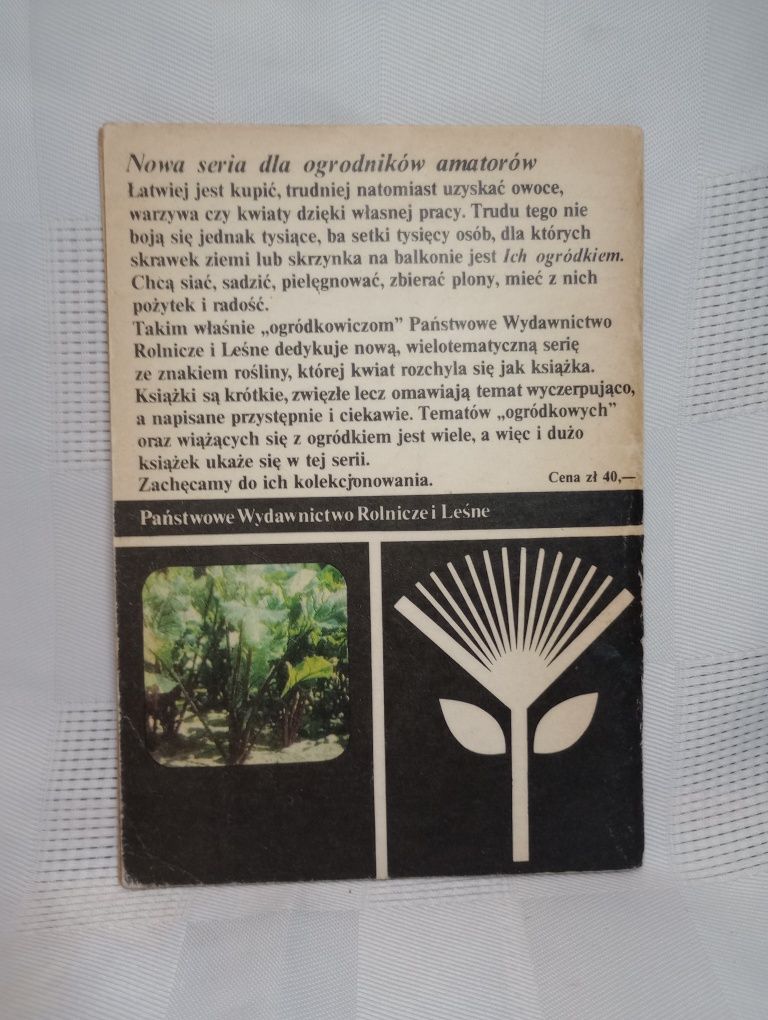 Nowa seria dla ogrodników amatorów
Łatwiej jest kupić, trudniej natomiast uzyskać owoce,
warzywa czy kwiaty dzięki własnej pracy. Trudu tego nie
boją się jednak tysiące, ba setki tysięcy osób, dla których
skrawek ziemi lub skrzynka na balkonie jest Ich ogródkiem.
Chcą siać, sadzić, pielęgnować, zbierać plony, mieć z nich
pożytek i radość.
Takim właśnie „ogródkowiczom” Państwowe Wydawnictwo
Rolnicze i Leśne dedykuje nową, wielotematyczną serię
ze znakiem rośliny, której kwiat rozchyla się jak książka.
Książki są krótkie, zwięzłe lecz omawiają temat wyczerpująco,
a napisane przystępnie i ciekawie. Tematów „ogródkowych”
oraz wiążących się z ogródkiem jest wiele, a więc i dużo
książek ukaże się w tej serii.
Zachęcamy do ich kolekcjonowania.
Cena zł 40,—
Państwowe Wydawnictwo Rolnicze i Leśne